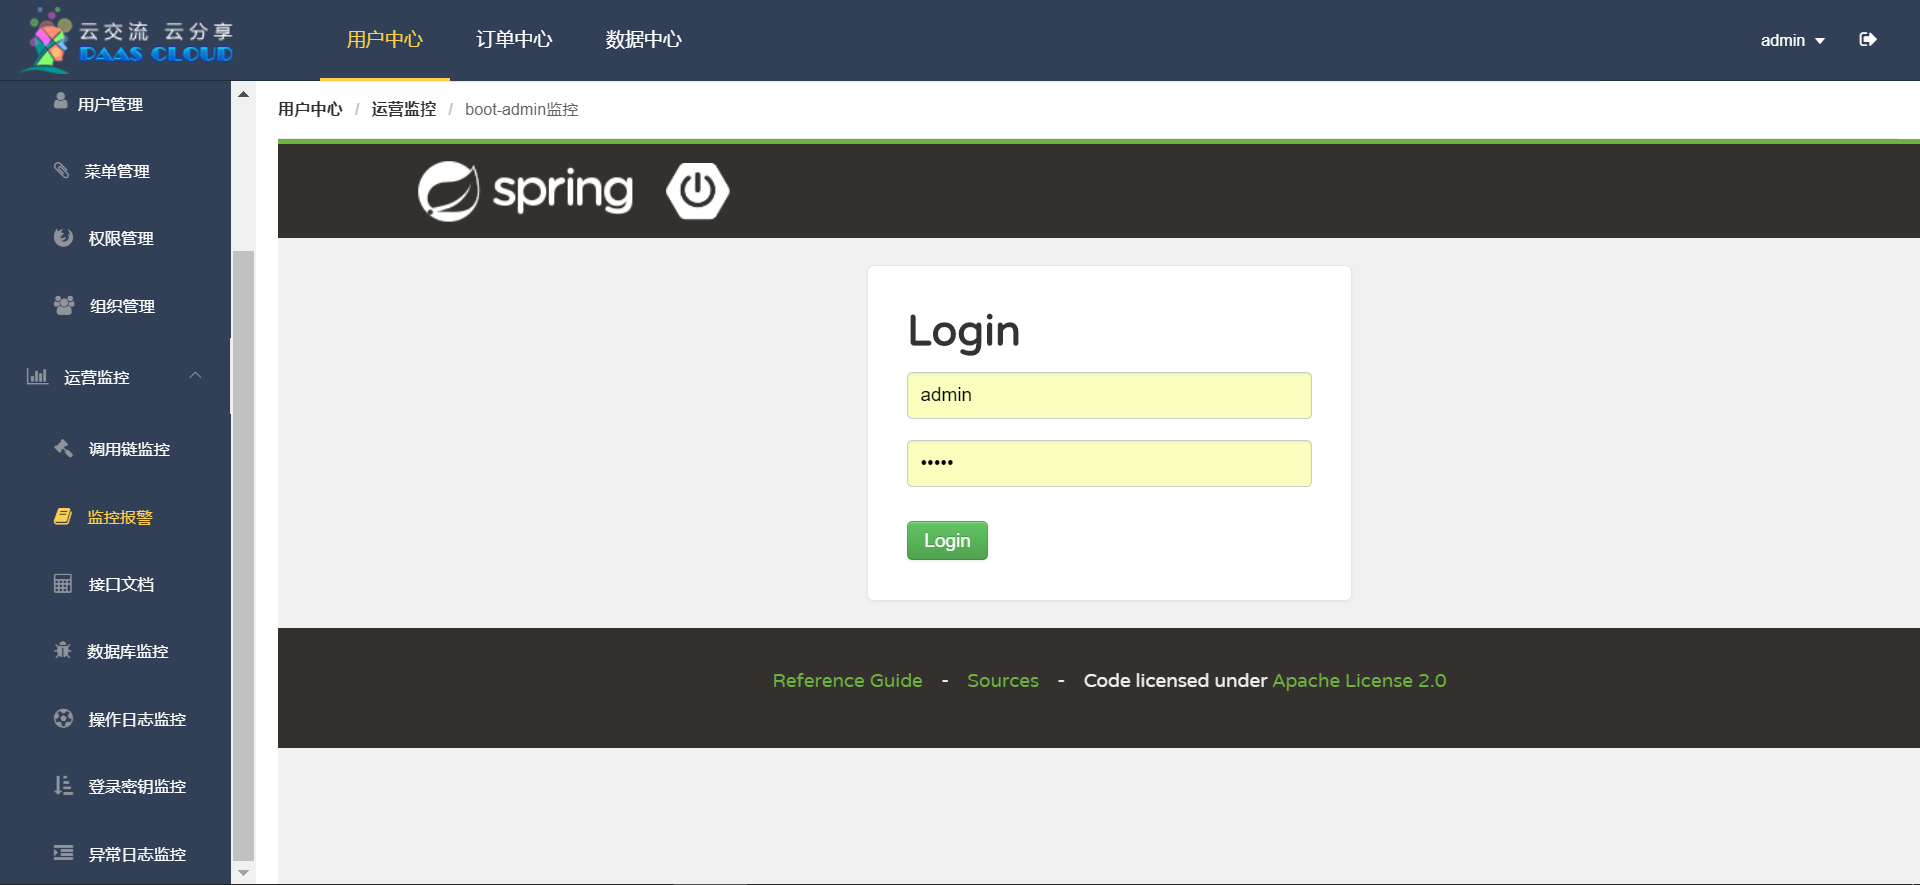 云交流 云分享
PAAS CLOUD
用户中心 订单中心 数据中心
admin
用户管理
菜单管理
权限管理
组织管理
运营监控
调用链监控
监控报警
接口文档
数据库监控
操作日志监控
登录密钥监控
异常日志监控
用户中心 / 运营监控 / boot-admin监控
spring
Login
admin
•••••
Login
Reference Guide - Sources - Code licensed under Apache License 2.0